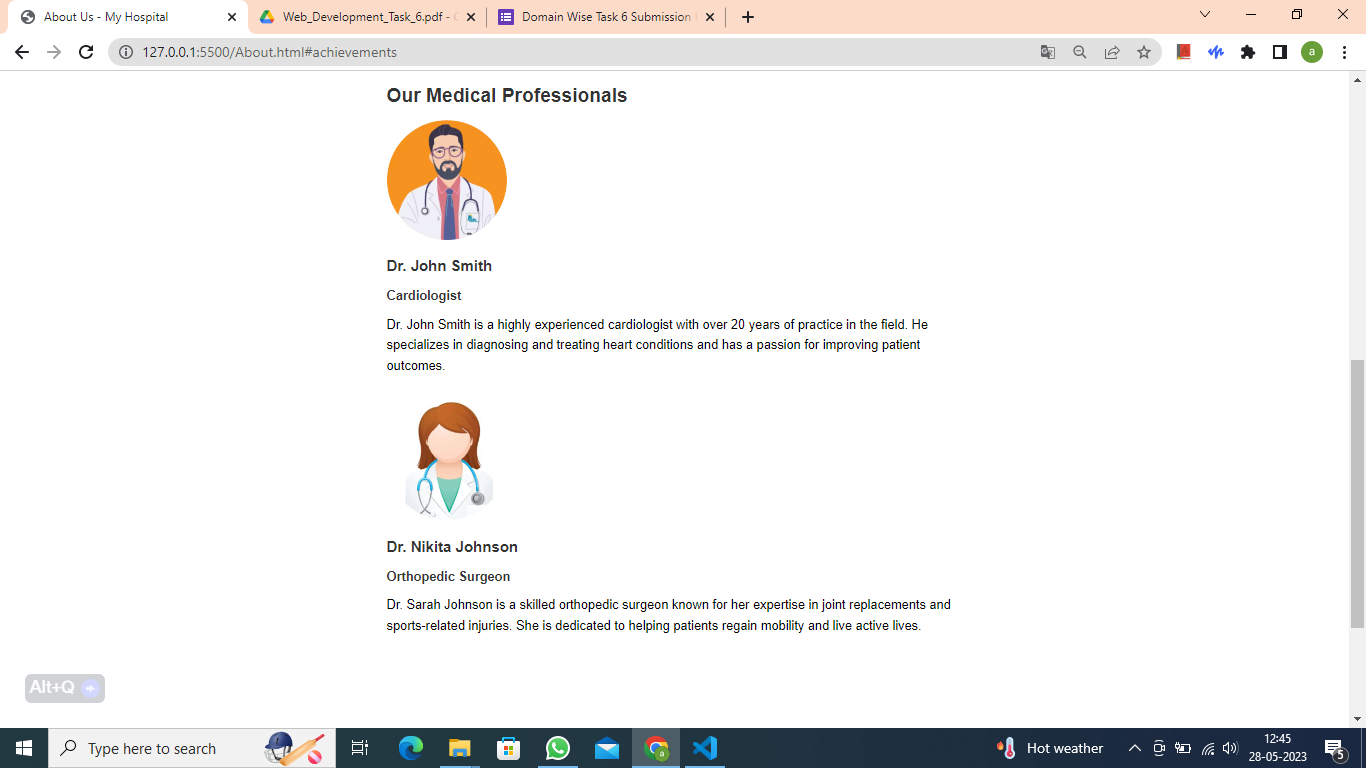 About Us - My Hospital
Web_Development_Task_6.pdf -
Domain Wise Task 6 Submission
127.0.0.1:5500/About.html#achievements
a
Our Medical Professionals
Dr. John Smith
Cardiologist
Dr. John Smith is a highly experienced cardiologist with over 20 years of practice in the field. He
specializes in diagnosing and treating heart conditions and has a passion for improving patient
outcomes.
Dr. Nikita Johnson
Orthopedic Surgeon
Dr. Sarah Johnson is a skilled orthopedic surgeon known for her expertise in joint replacements and
sports-related injuries. She is dedicated to helping patients regain mobility and live active lives.
Alt+Q
Type here to search
a
Hot weather
12:45
28-05-2023
5